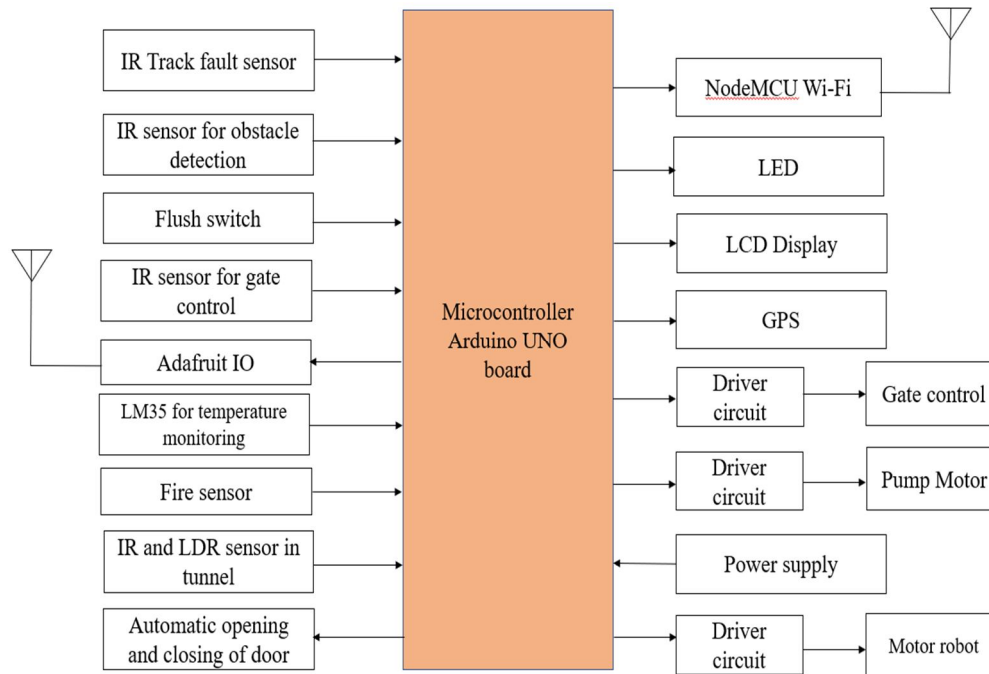 IR Track fault sensor
IR sensor for obstacle
detection
Flush switch
IR sensor for gate
control
Adafruit IO
LM35 for temperature
monitoring
Fire sensor
IR and LDR sensor in
tunnel
Automatic opening
and closing of door
Microcontroller
Arduino UNO
board
NodeMCU Wi-Fi
LED
LCD Display
GPS
Driver
circuit
Gate control
Driver
circuit
Pump Motor
Power supply
Driver
circuit
Motor robot